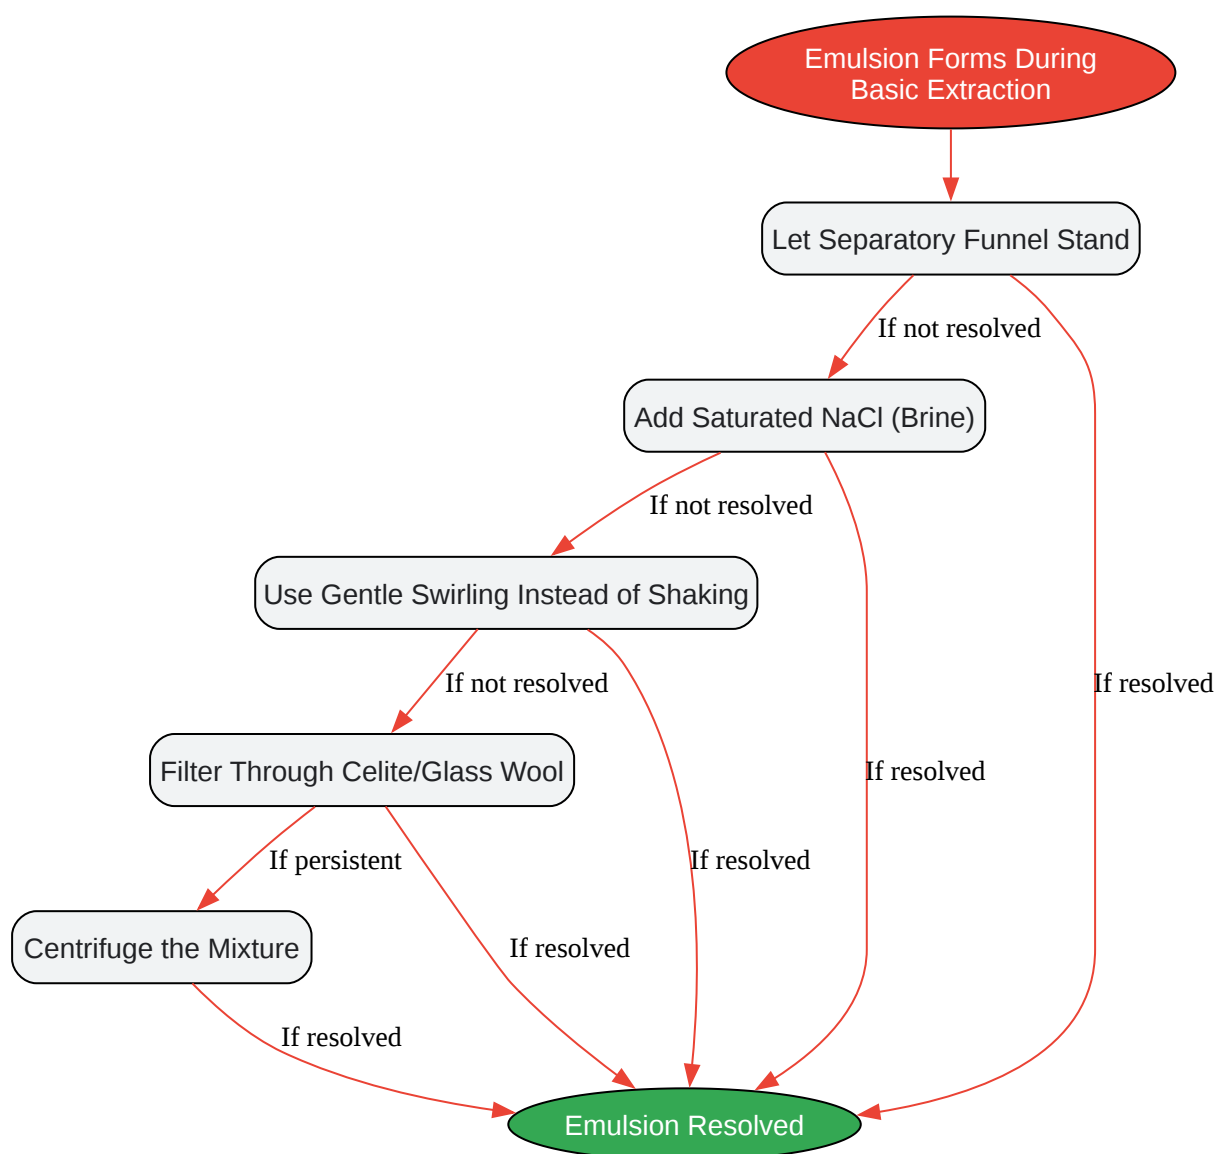 Emulsion Forms During
Basic Extraction
Let Separatory Funnel Stand
If not resolved
Add Saturated NaCl (Brine)
If not resolved
Use Gentle Swirling Instead of Shaking
If not resolved
If resolved
Filter Through Celite/Glass Wool
If resolved
If persistent
If resolved
Centrifuge the Mixture
If resolved
If resolved
Emulsion Resolved